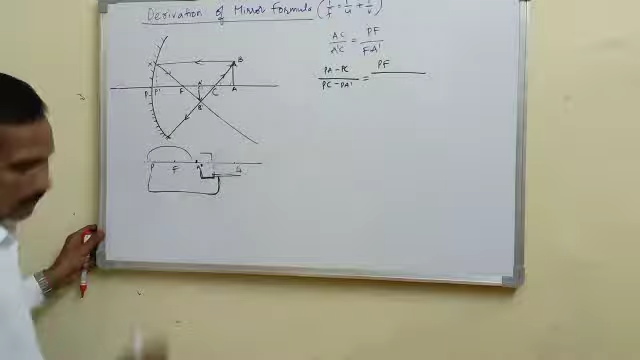 Derivation of Mirror Formula (1/f = 1/u + 1/v)
AC/A'C = PF/FA'
PA-PC/PC-PA' = PF
X
B
P P' F A' C A
B'
P F A'